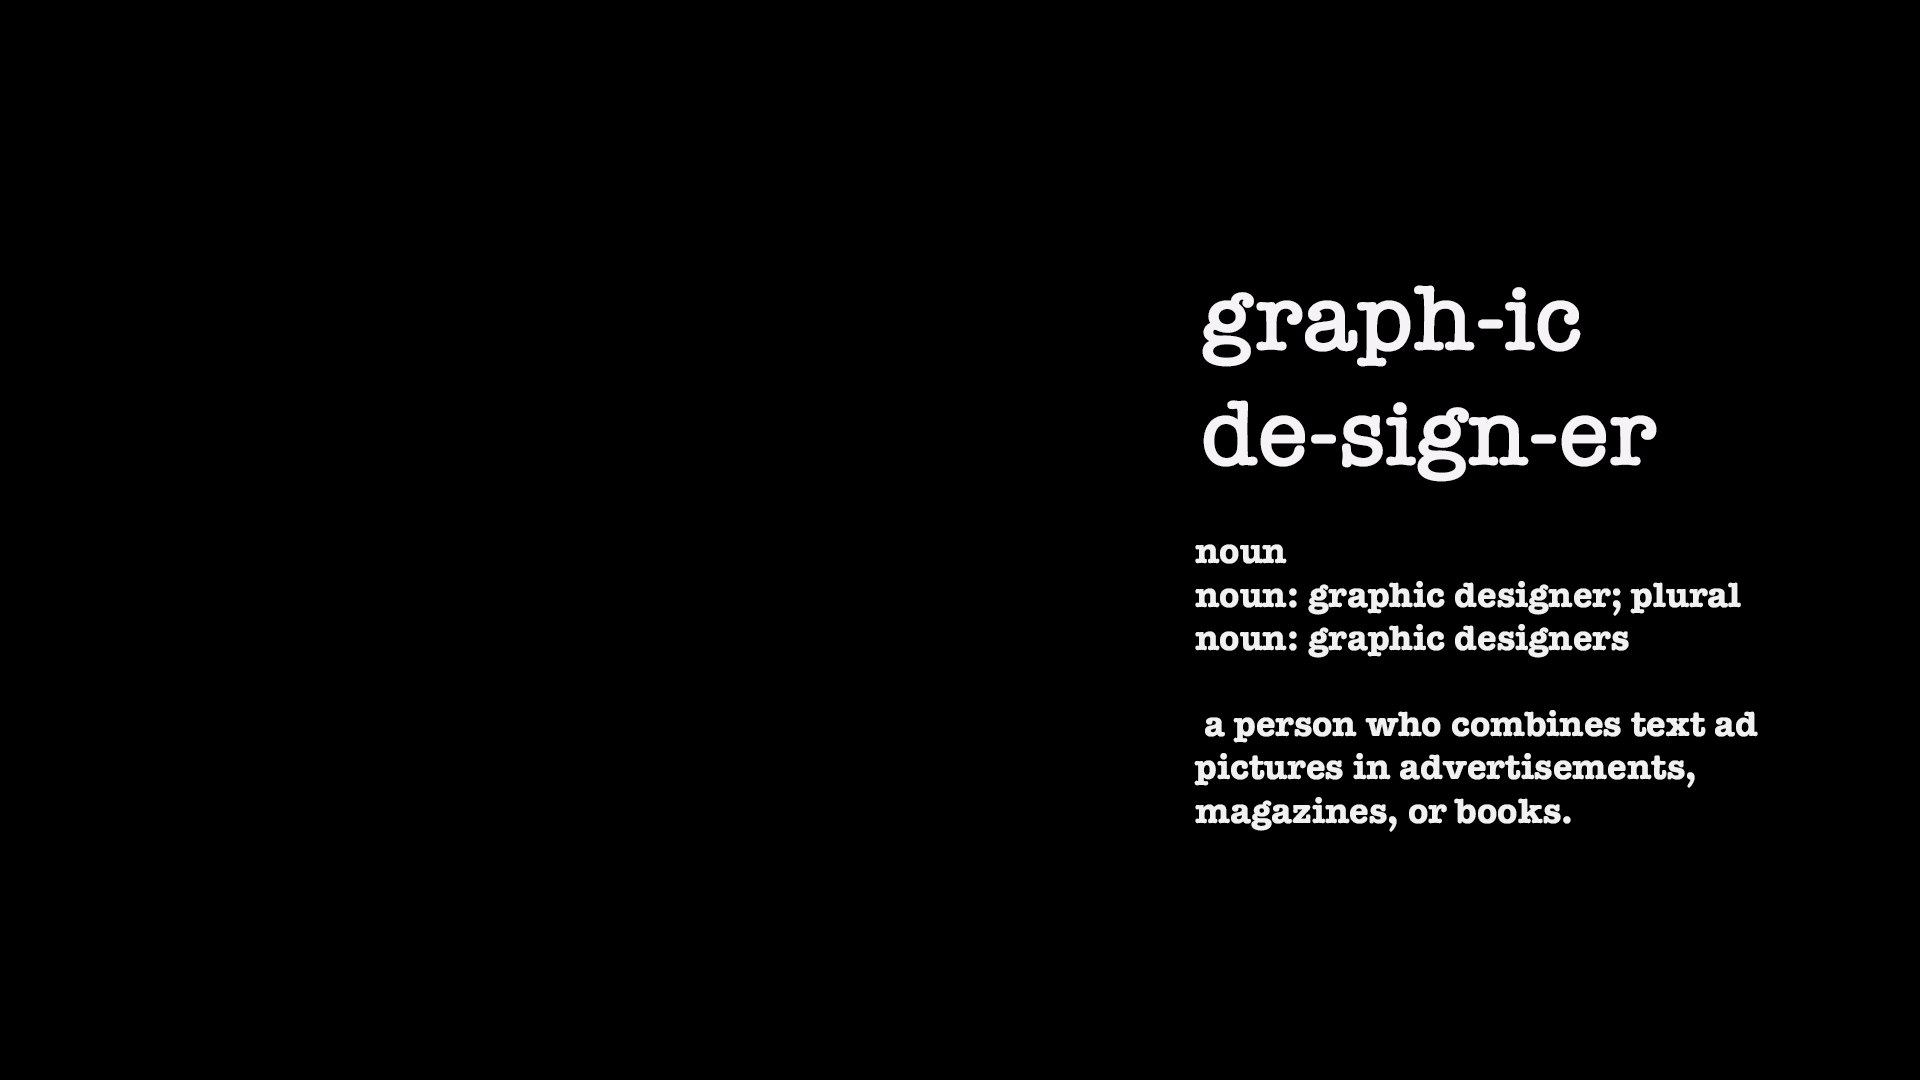 graph-ic
de-sign-er
noun
noun: graphic designer; plural
noun: graphic designers
a person who combines text ad
pictures in advertisements,
magazines, or books.